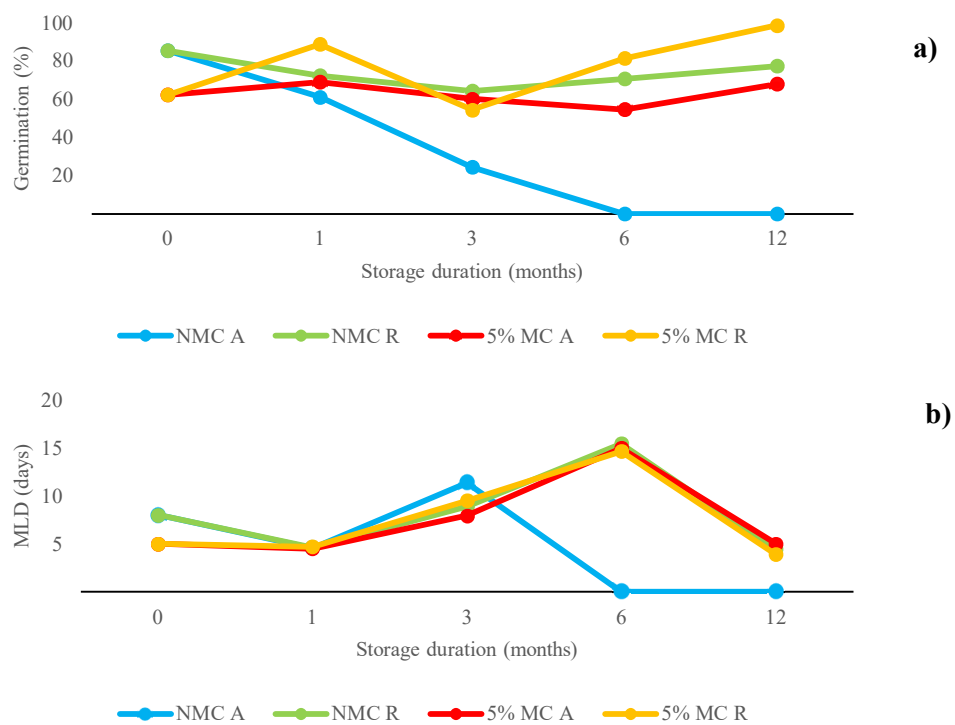 100
a)
80
60
40
20
Germination (%)
0 1 3 6 12
Storage duration (months)
NMC A NMC R 5% MC A 5% MC R
20
b)
15
10
5
MLD (days)
0 1 3 6 12
Storage duration (months)
NMC A NMC R 5% MC A 5% MC R